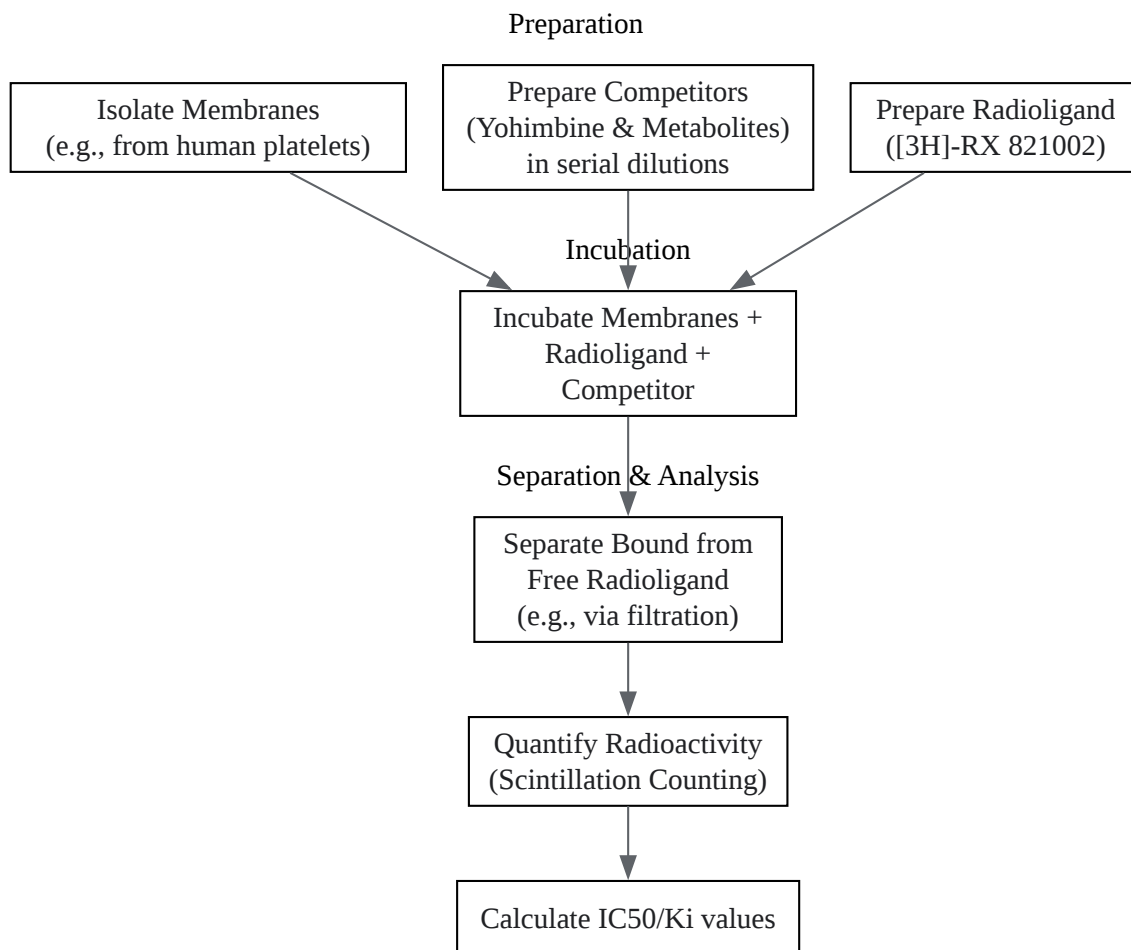 Preparation
Isolate Membranes
(e.g., from human platelets)
Prepare Competitors
(Yohimbine & Metabolites)
in serial dilutions
Prepare Radioligand
([3H]-RX 821002)
Incubation
Incubate Membranes +
Radioligand +
Competitor
Separation & Analysis
Separate Bound from
Free Radioligand
(e.g., via filtration)
Quantify Radioactivity
(Scintillation Counting)
Calculate IC50/Ki values